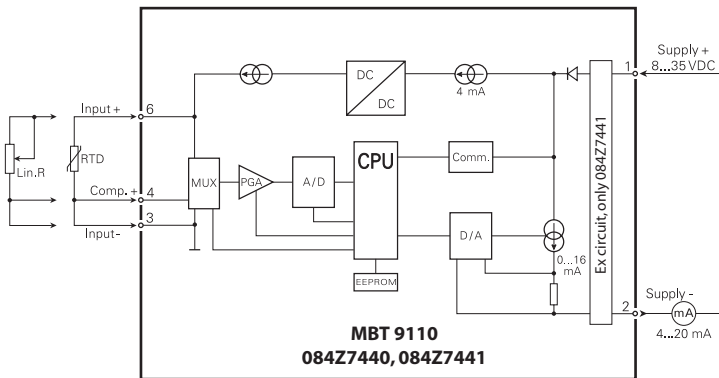 Supply +
8...35 VDC
1
DC
DC
4 mA
Input+
6
Lin.R
RTD
MUX
PGA
A/D
CPU
Comm.
Comp. +
4
3
Input-
D/A
0...16
mA
EEPROM
Ex circuit, only 084Z7441
2
Supply -
mA
4...20 mA
MBT 9110
084Z7440, 084Z7441